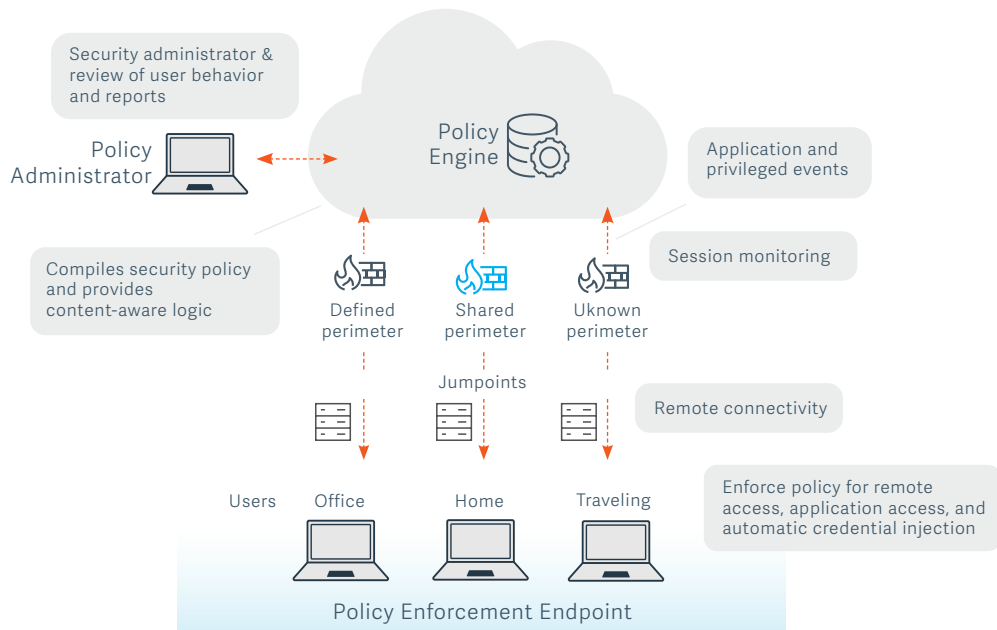 Security administrator &
review of user behavior
and reports
Policy
Administrator
Policy
Engine
Application and
privileged events
Compiles security policy
and provides
content-aware logic
Session monitoring
Defined
perimeter
Shared
perimeter
Uknown
perimeter
Jumpoints
Remote connectivity
Users
Office
Home
Traveling
Enforce policy for remote
access, application access, and
automatic credential injection
Policy Enforcement Endpoint